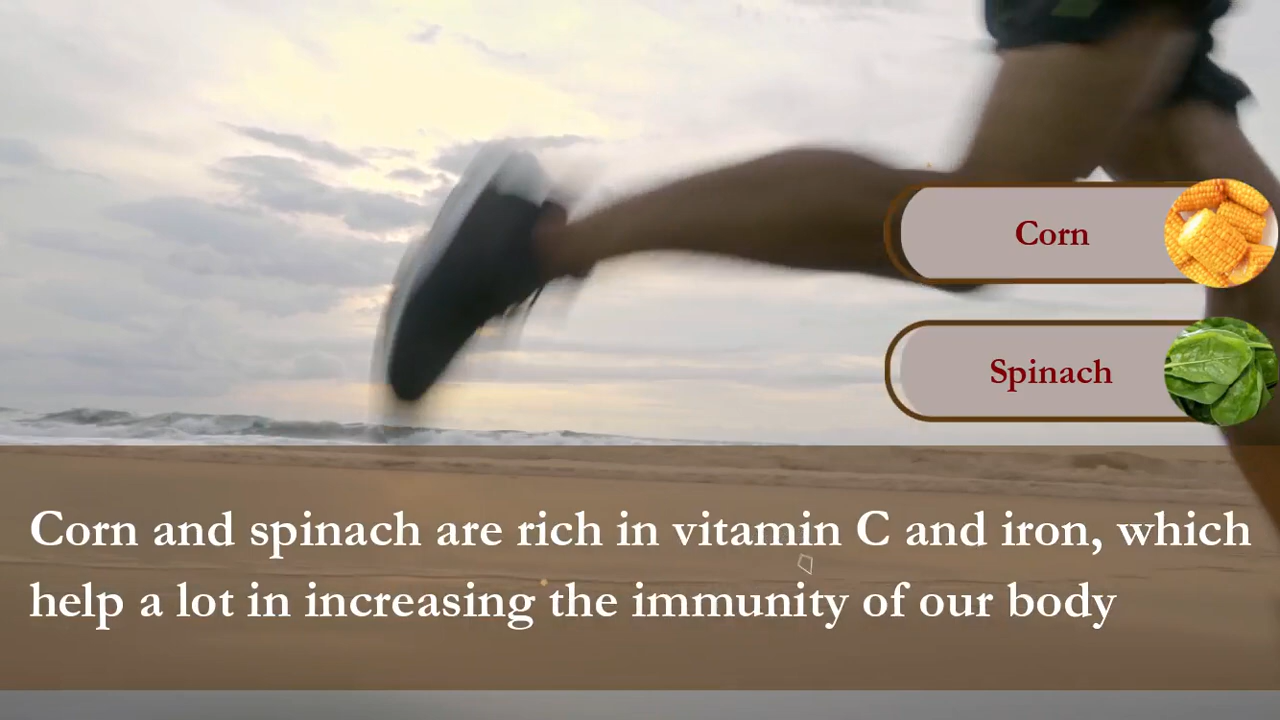 Corn
Spinach
Corn and spinach are rich in vitamin C and iron, which
help a lot in increasing the immunity of our body